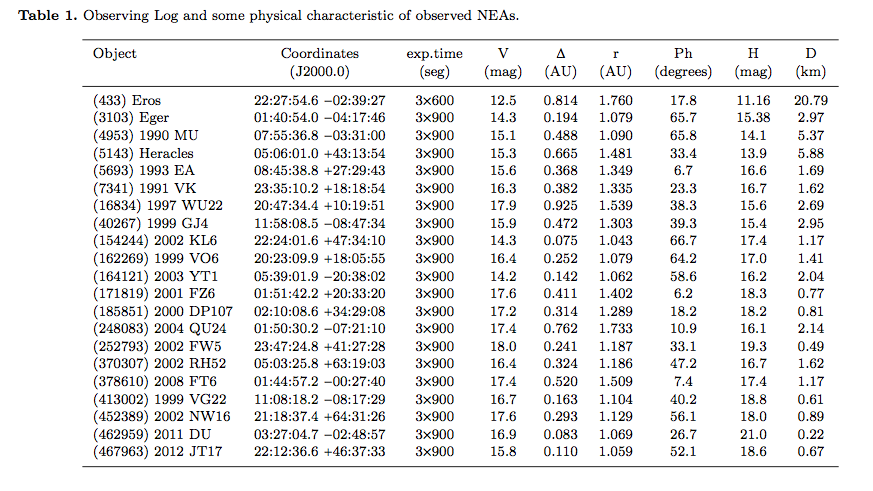 Table 1. Observing Log and some physical characteristic of observed NEAs.
Object Coordinates exp.time V Δ r Ph H D
(J2000.0) (seg) (mag) (AU) (AU) (degrees) (mag) (km)
(433) Eros 22:27:54.6 −02:39:27 3×600 12.5 0.814 1.760 17.8 11.16 20.79
(3103) Eger 01:40:54.0 −04:17:46 3×900 14.3 0.194 1.079 65.7 15.38 2.97
(4953) 1990 MU 07:55:36.8 −03:31:00 3×900 15.1 0.488 1.090 65.8 14.1 5.37
(5143) Heracles 05:06:01.0 +43:13:54 3×900 15.3 0.665 1.481 33.4 13.9 5.88
(5693) 1993 EA 08:45:38.8 +27:29:43 3×900 15.6 0.368 1.349 6.7 16.6 1.69
(7341) 1991 VK 23:35:10.2 +18:18:54 3×900 16.3 0.382 1.335 23.3 16.7 1.62
(16834) 1997 WU22 20:47:34.4 +10:19:51 3×900 17.9 0.925 1.539 38.3 15.6 2.69
(40267) 1999 GJ4 11:58:08.5 −08:47:34 3×900 15.9 0.472 1.303 39.3 15.4 2.95
(154244) 2002 KL6 22:24:01.6 +47:34:10 3×900 14.3 0.075 1.043 66.7 17.4 1.17
(162269) 1999 VO6 20:23:09.9 +18:05:55 3×900 16.4 0.252 1.079 64.2 17.0 1.41
(164121) 2003 YT1 05:39:01.9 −20:38:02 3×900 14.2 0.142 1.062 58.6 16.2 2.04
(171819) 2001 FZ6 01:51:42.2 +20:33:20 3×900 17.6 0.411 1.402 6.2 18.3 0.77
(185851) 2000 DP107 02:10:08.6 +34:29:08 3×900 17.2 0.314 1.289 18.2 18.2 0.81
(248083) 2004 QU24 01:50:30.2 −07:21:10 3×900 17.4 0.762 1.733 10.9 16.1 2.14
(252793) 2002 FW5 23:47:24.8 +41:27:28 3×900 18.0 0.241 1.187 33.1 19.3 0.49
(370307) 2002 RH52 05:03:25.8 +63:19:03 3×900 16.4 0.324 1.186 47.2 16.7 1.62
(378610) 2008 FT6 01:44:57.2 −00:27:40 3×900 17.4 0.520 1.509 7.4 17.4 1.17
(413002) 1999 VG22 11:08:18.2 −08:17:29 3×900 16.7 0.163 1.104 40.2 18.8 0.61
(452389) 2002 NW16 21:18:37.4 +64:31:26 3×900 17.6 0.293 1.129 56.1 18.0 0.89
(462959) 2011 DU 03:27:04.7 −02:48:57 3×900 16.9 0.083 1.069 26.7 21.0 0.22
(467963) 2012 JT17 22:12:36.6 +46:37:33 3×900 15.8 0.110 1.059 52.1 18.6 0.67